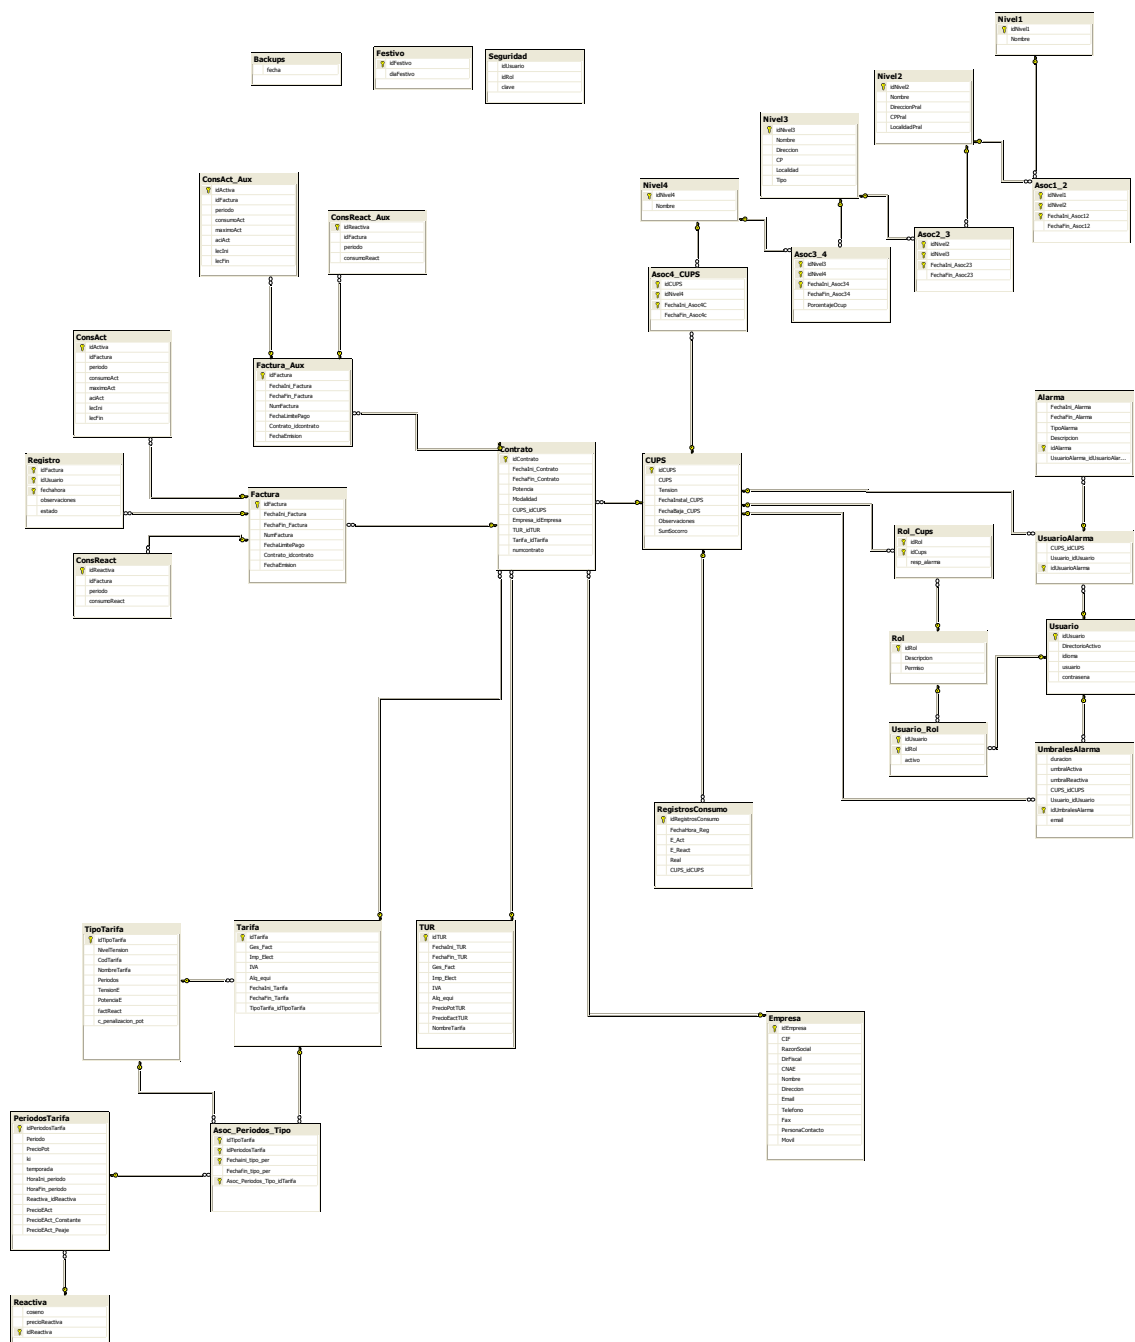 Nivel1
idNivel1
Nombre
Backups
fecha
Festivo
idFestivo
diaFestivo
Seguridad
idUsuario
idRol
clave
Nivel2
idNivel2
Nombre
DireccionPral
CPPral
LocalidadPral
Nivel3
idNivel3
Nombre
Direccion
CP
Localidad
Tipo
ConsAct_Aux
idActiva
idFactura
periodo
consumoAct
maximoAct
aciAct
lecIni
lecFin
ConsReact_Aux
idReactiva
idFactura
periodo
consumoReact
Nivel4
idNivel4
Nombre
Asoc1_2
idNivel1
idNivel2
FechaIni_Asoc12
FechaFin_Asoc12
Asoc2_3
idNivel2
idNivel3
FechaIni_Asoc23
FechaFin_Asoc23
Asoc3_4
idNivel3
idNivel4
FechaIni_Asoc34
FechaFin_Asoc34
PorcentajeOcup
Asoc4_CUPS
idCUPS
idNivel4
FechaIni_Asoc4C
FechaFin_Asoc4c
ConsAct
idActiva
idFactura
periodo
consumoAct
maximoAct
aciAct
lecIni
lecFin
Factura_Aux
idFactura
FechaIni_Factura
FechaFin_Factura
NumFactura
FechaLimitePago
Contrato_idcontrato
FechaEmision
Alarma
FechaIni_Alarma
FechaFin_Alarma
TipoAlarma
Descripcion
idAlarma
UsuarioAlarma_idUsuarioAlar...
Registro
idFactura
idUsuario
fechahora
observaciones
estado
Contrato
idContrato
FechaIni_Contrato
FechaFin_Contrato
Potencia
Modalidad
CUPS_idCUPS
Empresa_idEmpresa
TUR_idTUR
Tarifa_idTarifa
numcontrato
CUPS
idCUPS
CUPS
Tension
FechaInstal_CUPS
FechaBaja_CUPS
Observaciones
SumSocorro
Factura
idFactura
FechaIni_Factura
FechaFin_Factura
NumFactura
FechaLimitePago
Contrato_idcontrato
FechaEmision
Rol_Cups
idRol
idCups
resp_alarma
UsuarioAlarma
CUPS_idCUPS
Usuario_idUsuario
idUsuarioAlarma
ConsReact
idReactiva
idFactura
periodo
consumoReact
Usuario
idUsuario
DirectorioActivo
idioma
usuario
contrasena
Rol
idRol
Descripcion
Permiso
Usuario_Rol
idUsuario
idRol
activo
UmbralesAlarma
duracion
umbralActiva
umbralReactiva
CUPS_idCUPS
Usuario_idUsuario
idUmbralesAlarma
email
RegistrosConsumo
idRegistrosConsumo
FechaHora_Reg
E_Act
E_React
Real
CUPS_idCUPS
TipoTarifa
idTipoTarifa
NivelTension
CodTarifa
NombreTarifa
Periodos
TensionE
PotenciaE
factReact
c_penalizacion_pot
Tarifa
idTarifa
Ges_Fact
Imp_Elect
IVA
Alq_equi
FechaIni_Tarifa
FechaFin_Tarifa
TipoTarifa_idTipoTarifa
TUR
idTUR
FechaIni_TUR
FechaFin_TUR
Ges_Fact
Imp_Elect
IVA
Alq_equi
PrecioPotTUR
PrecioEactTUR
NombreTarifa
Empresa
idEmpresa
CIF
RazonSocial
DirFiscal
CNAE
Nombre
Direccion
Email
Telefono
Fax
PersonaContacto
Movil
PeriodosTarifa
idPeriodosTarifa
Periodo
PrecioPot
ki
temporada
HoraIni_periodo
HoraFin_periodo
Reactiva_idReactiva
PrecioEAct
PrecioEAct_Constante
PrecioEAct_Peaje
Asoc_Periodos_Tipo
idTipoTarifa
idPeriodosTarifa
Fechaini_tipo_per
Fechafin_tipo_per
Asoc_Periodos_Tipo_idTarifa
Reactiva
coseno
precioReactiva
idReactiva